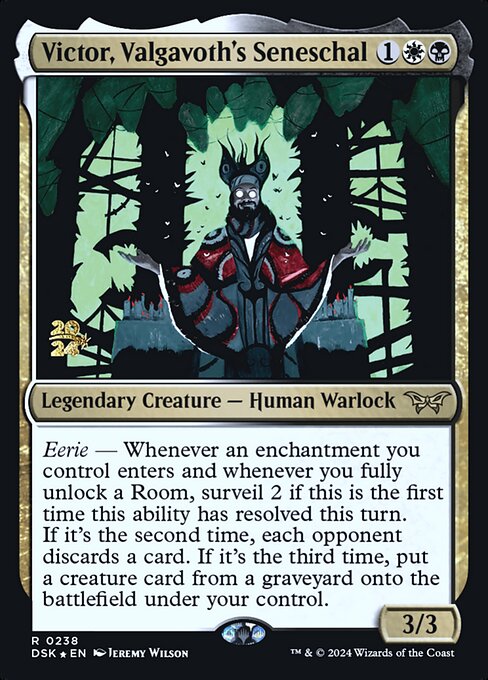 Victor, Valgavoth's Seneschal 1
2024
Legendary Creature — Human Warlock
Eerie — Whenever an enchantment you
control enters and whenever you fully
unlock a Room, surveil 2 if this is the first
time this ability has resolved this turn.
If it's the second time, each opponent
discards a card. If it's the third time, put
a creature card from a graveyard onto the
battlefield under your control.
3/3
R 0238
DSK ★ EN Jeremy Wilson
™ & © 2024 Wizards of the Coast